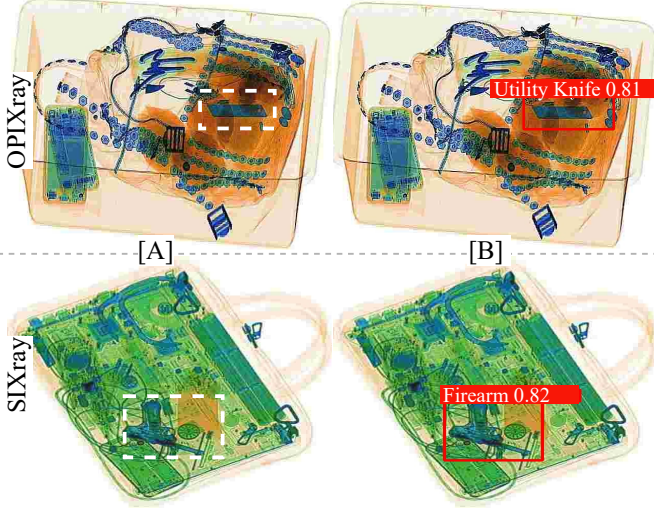 OPIXray
Utility Knife 0.81
[A]
[B]
SIXray
Firearm 0.82